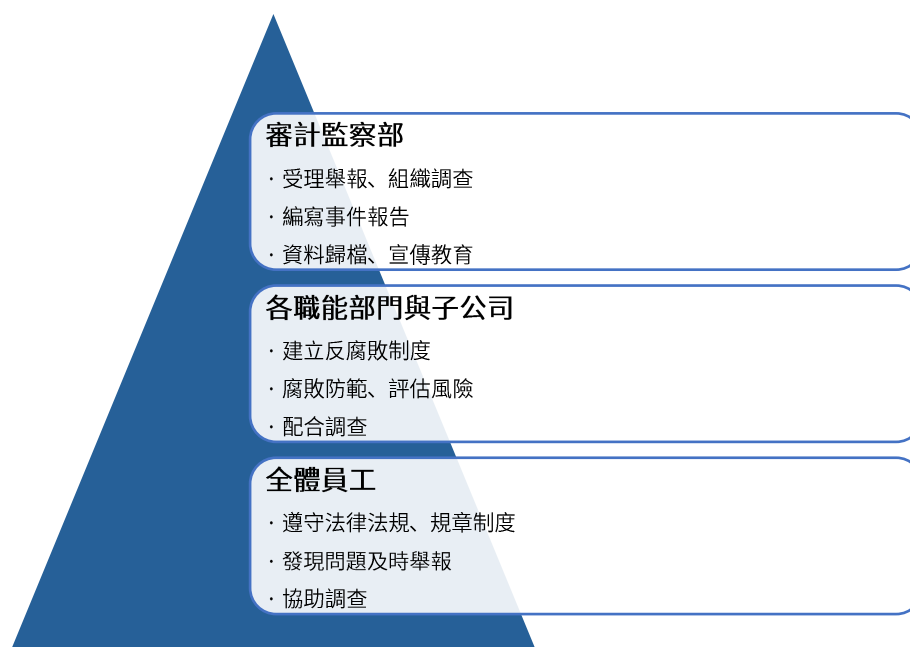 審計監察部
· 受理舉報、組織調查
· 編寫事件報告
· 資料歸檔、宣傳教育
各職能部門與子公司
· 建立反腐敗制度
· 腐敗防範、評估風險
· 配合調查
全體員工
· 遵守法律法規、規章制度
· 發現問題及時舉報
· 協助調查